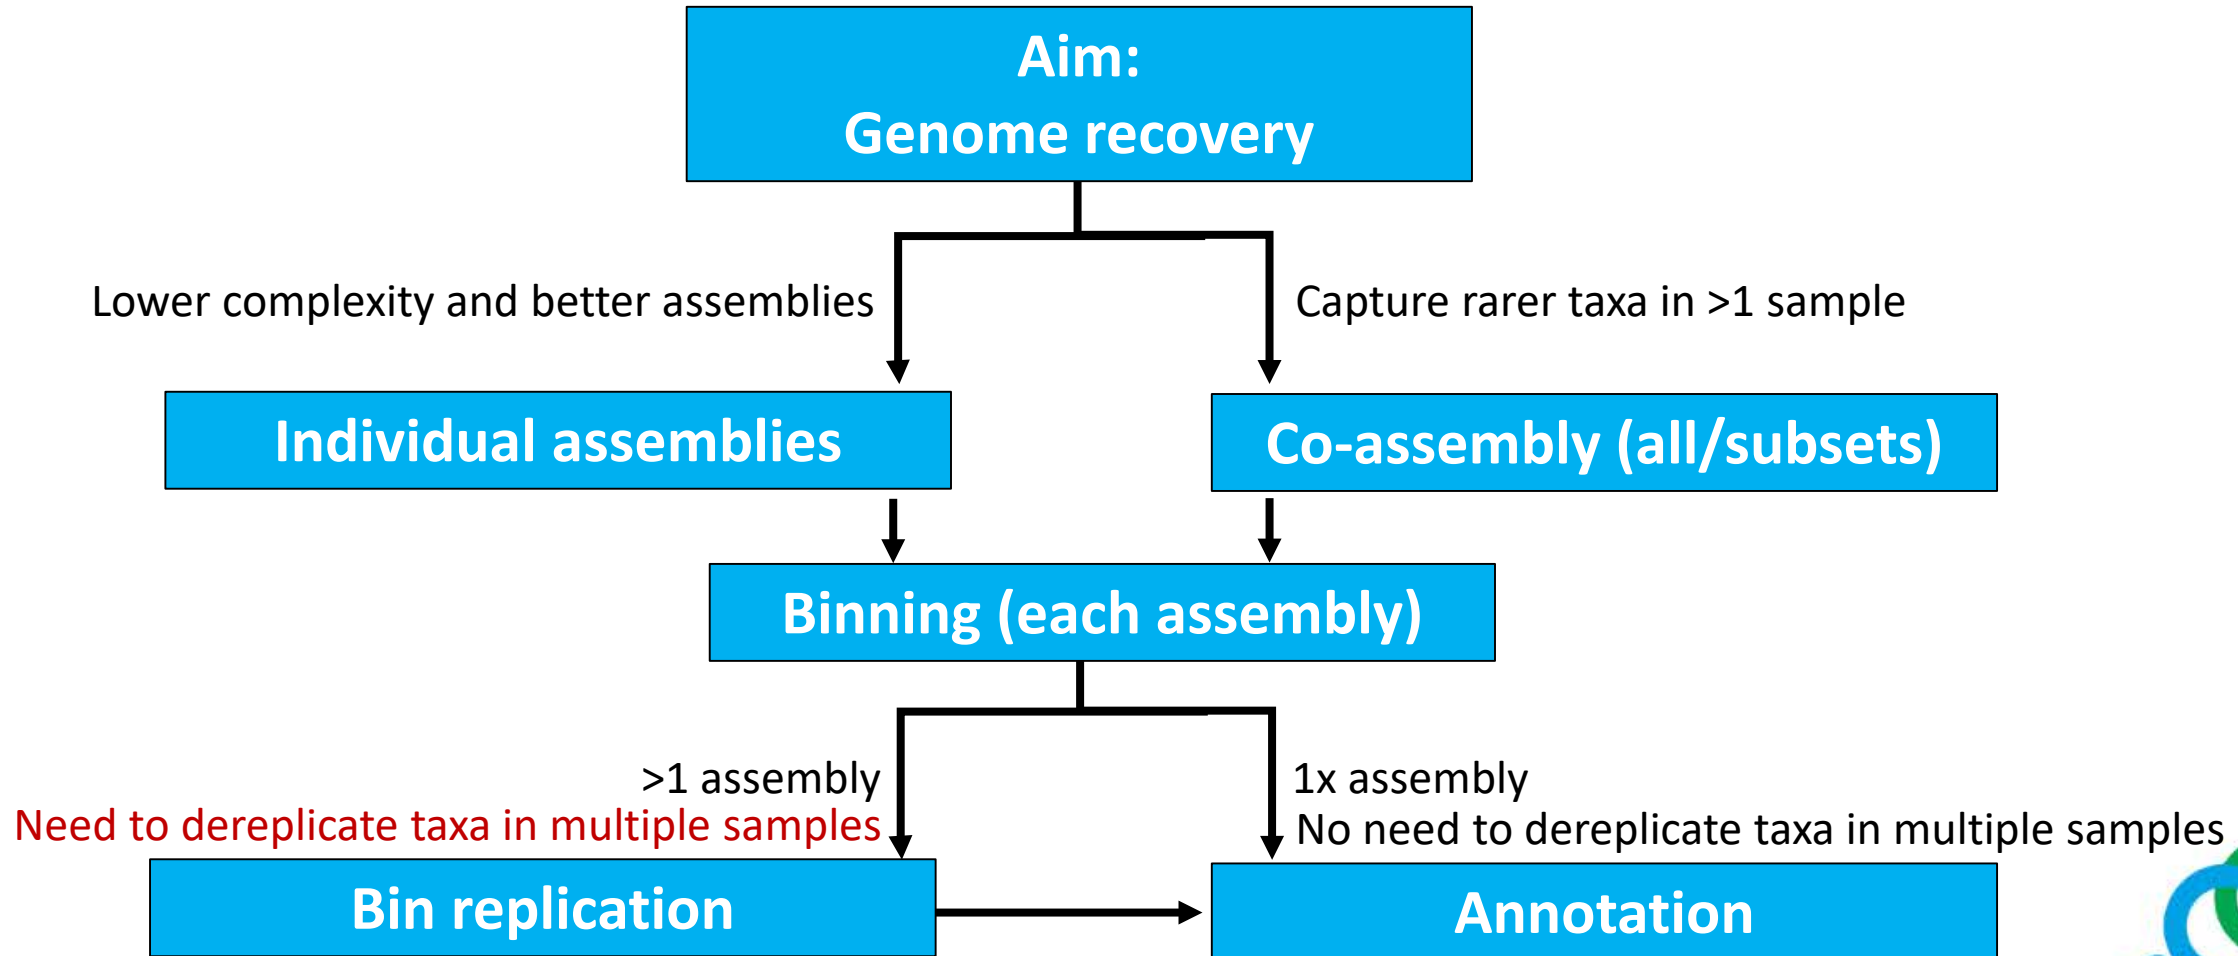 Aim:
Genome recovery
Lower complexity and better assemblies
Capture rarer taxa in >1 sample
Individual assemblies
Co-assembly (all/subsets)
Binning (each assembly)
>1 assembly
Need to dereplicate taxa in multiple samples
1x assembly
No need to dereplicate taxa in multiple samples
Bin replication
Annotation